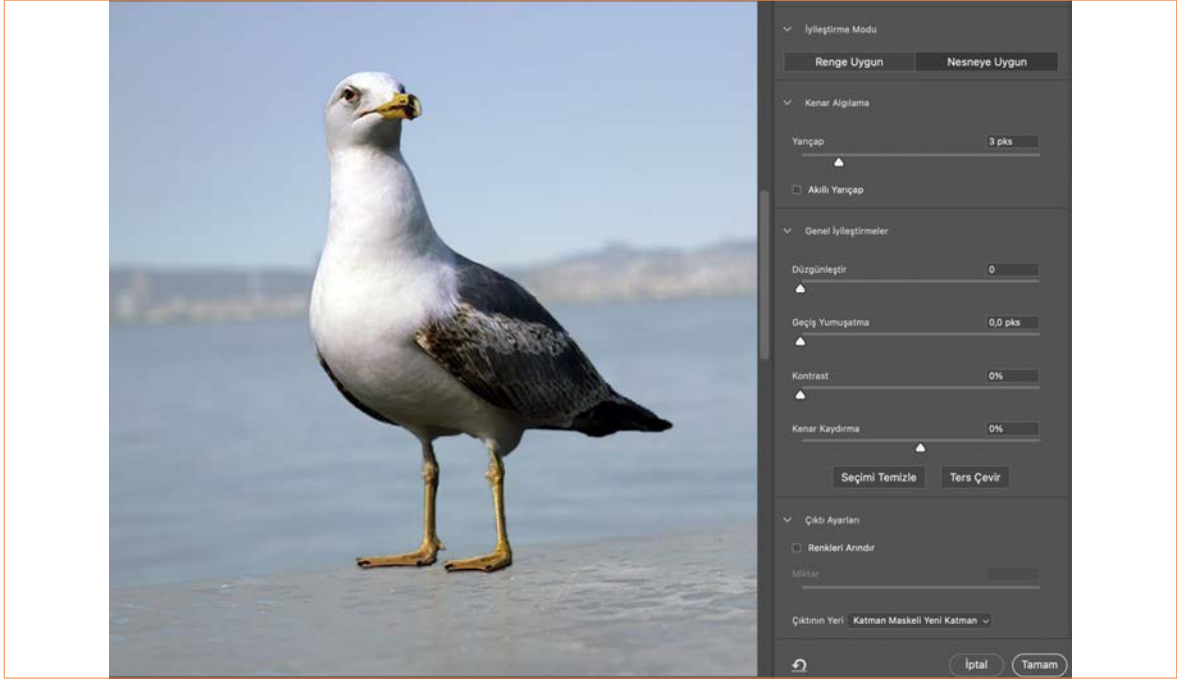 İyileştirme Modu
Renge Uygun Nesneye Uygun
Kenar Algılama
Yarıçap 3 pks
Akıllı Yarıçap
Genel İyileştirmeler
Düzgünleştir 0
Geçiş Yumuşatma 0,0 pks
Kontrast 0%
Kenar Kaydırma 0%
Seçimi Temizle Ters Çevir
Çıktı Ayarları
Renkleri Arındır
Miktar
Çıktının Yeri Katman Maskeli Yeni Katman
İptal Tamam